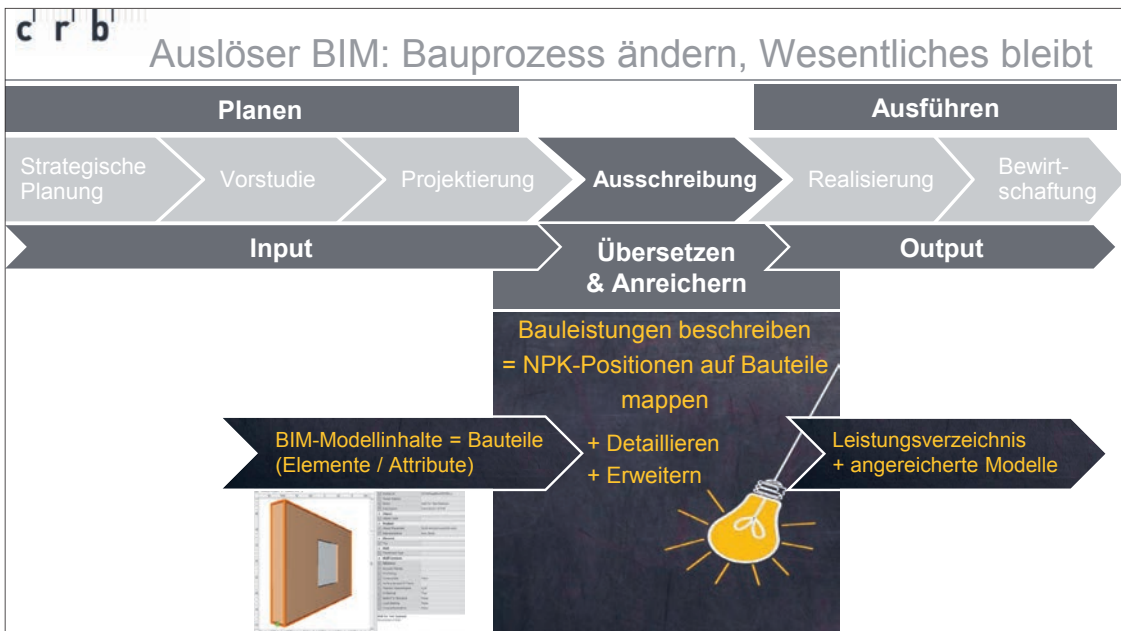 crb
Auslöser BIM: Bauprozess ändern, Wesentliches bleibt
Planen
Ausführen
Strategische
Planung
Vorstudie
Projektierung
Ausschreibung
Realisierung
Bewirt-
schaftung
Input
Übersetzen
& Anreichern
Output
Bauleistungen beschreiben
= NPK-Positionen auf Bauteile
mappen
BIM-Modellinhalte = Bauteile
(Elemente / Attribute)
+ Detaillieren
+ Erweitern
Leistungsverzeichnis
+ angereicherte Modelle